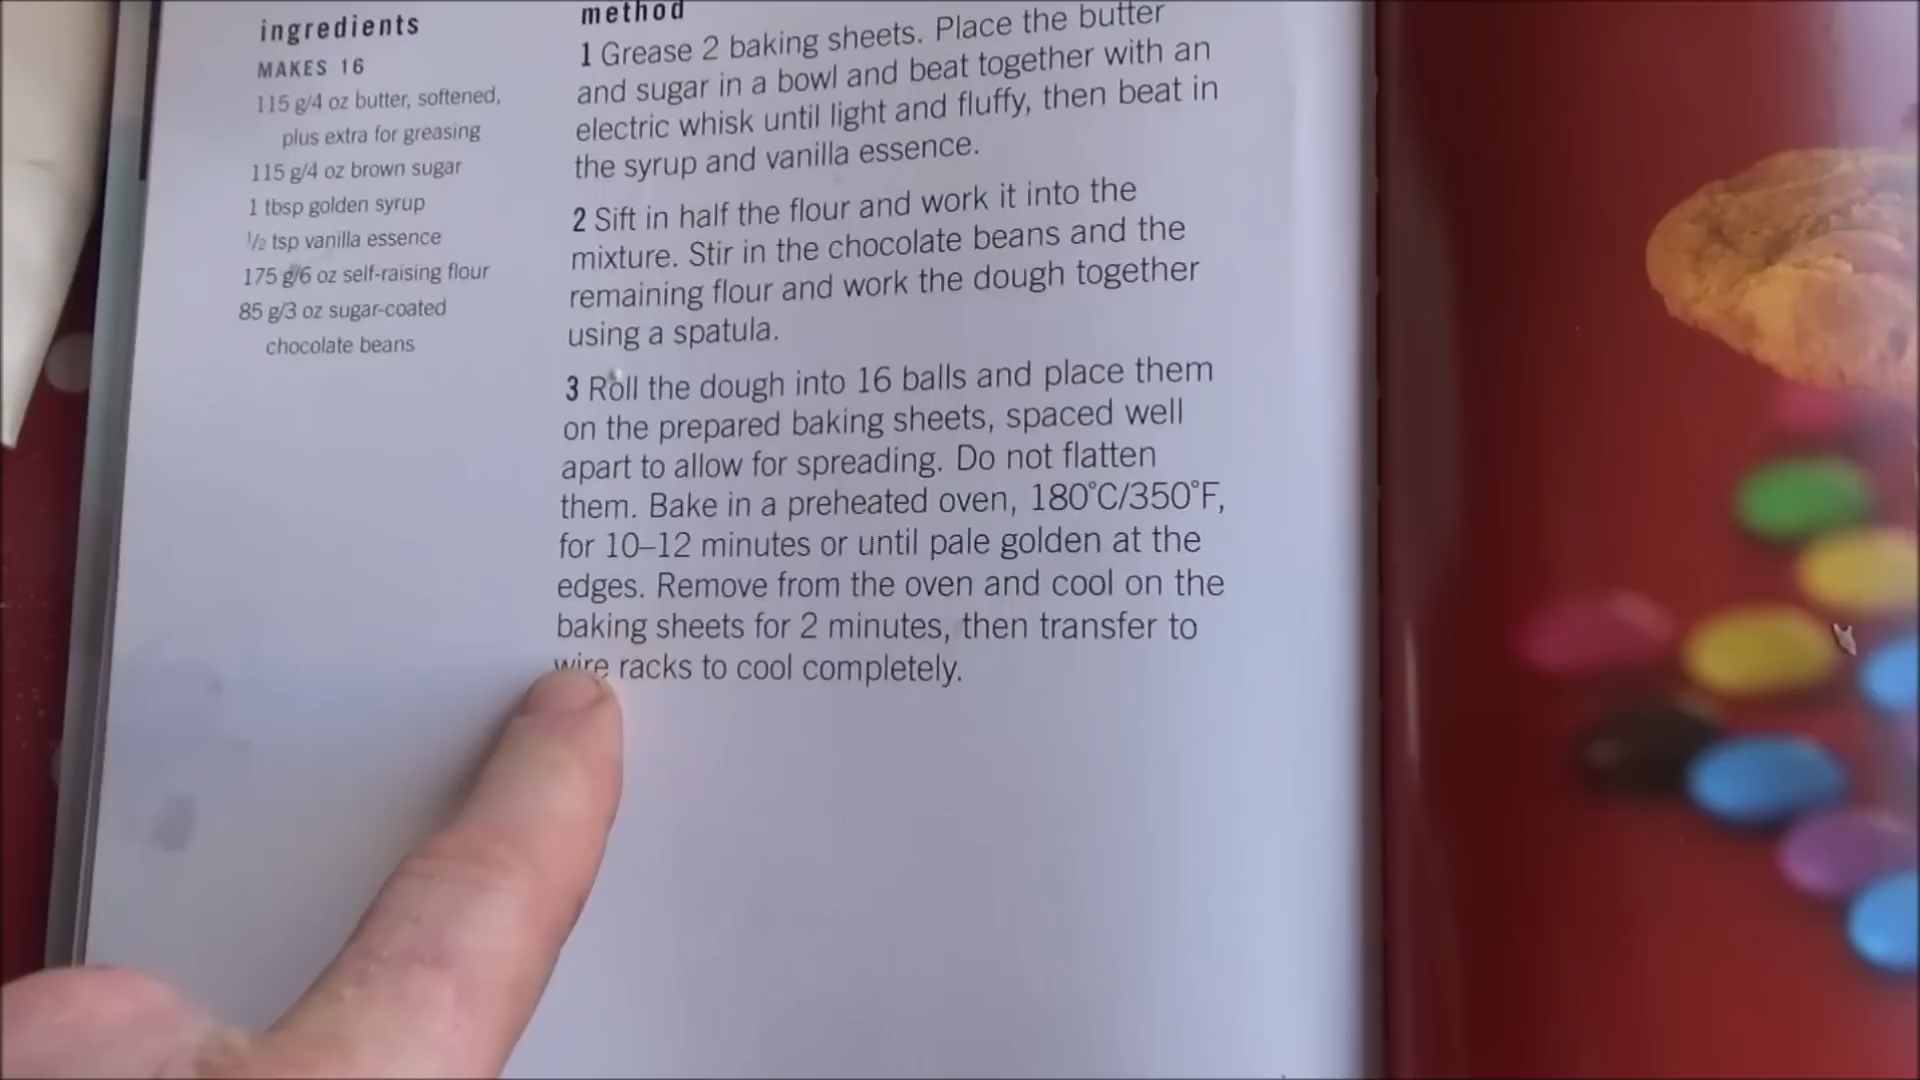 ingredients
MAKES 16
115 g/4 oz butter, softened,
plus extra for greasing
115 g/4 oz brown sugar
1 tbsp golden syrup
1/2 tsp vanilla essence
175 g/6 oz self-raising flour
85 g/3 oz sugar-coated
chocolate beans
method
1 Grease 2 baking sheets. Place the butter
and sugar in a bowl and beat together with an
electric whisk until light and fluffy, then beat in
the syrup and vanilla essence.
2 Sift in half the flour and work it into the
mixture. Stir in the chocolate beans and the
remaining flour and work the dough together
using a spatula.
3 Roll the dough into 16 balls and place them
on the prepared baking sheets, spaced well
apart to allow for spreading. Do not flatten
them. Bake in a preheated oven, 180°C/350°F,
for 10–12 minutes or until pale golden at the
edges. Remove from the oven and cool on the
baking sheets for 2 minutes, then transfer to
wire racks to cool completely.